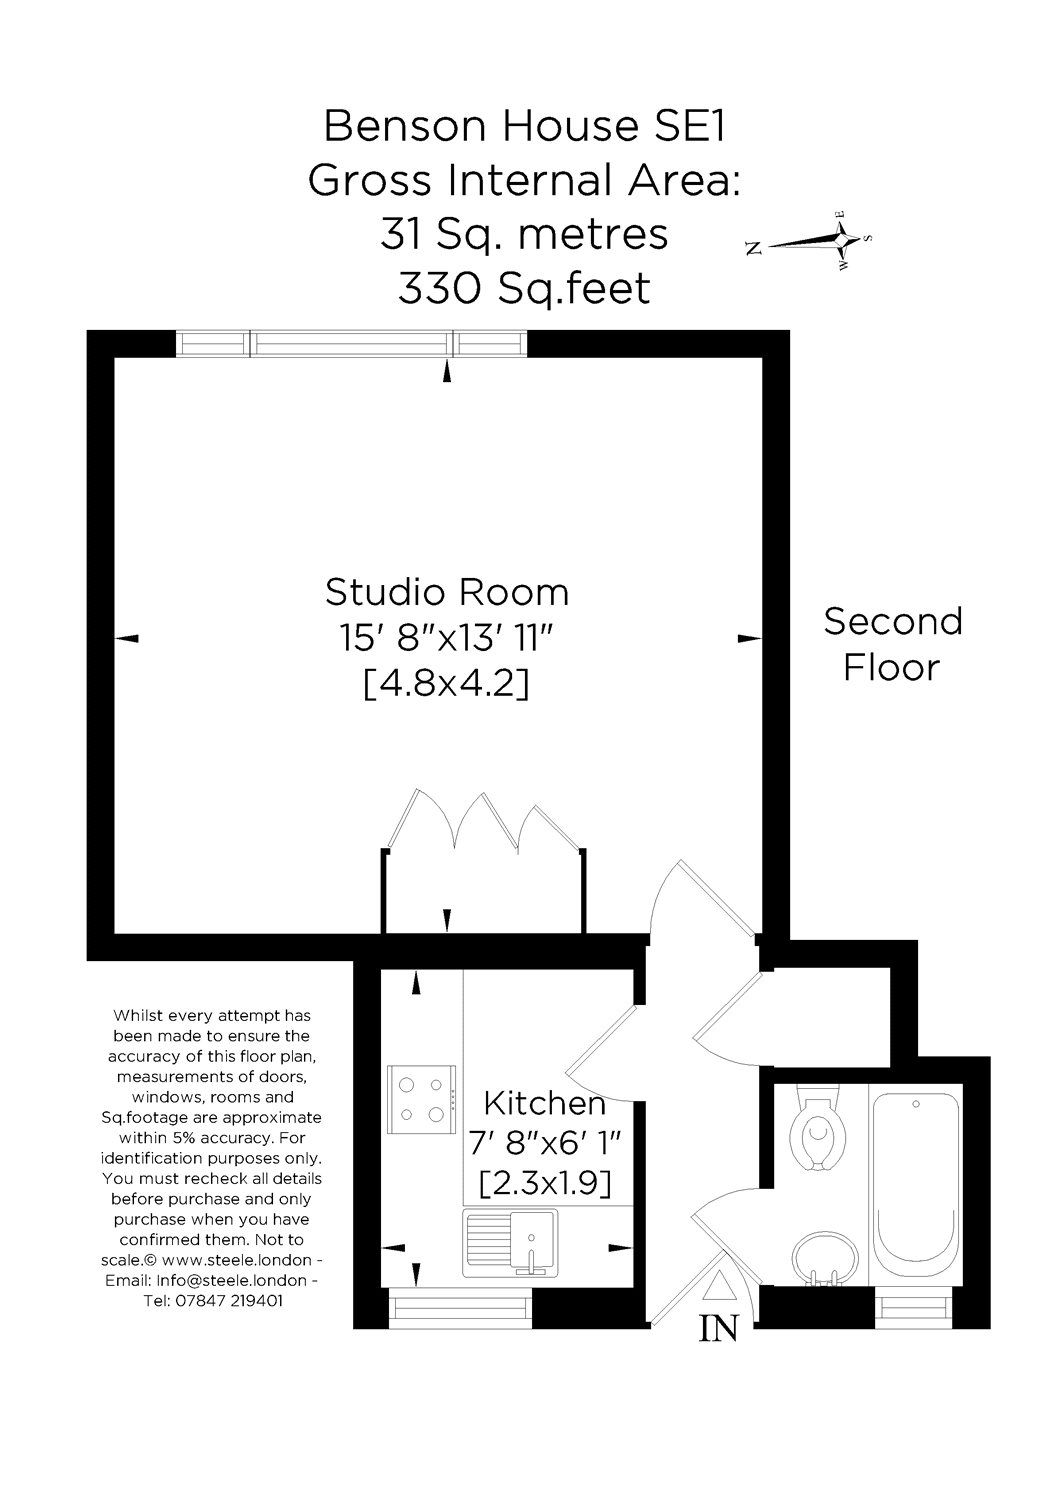 Benson House SE1
Gross Internal Area:
31 Sq. metres
330 Sq.feet
E
N
S
W
Studio Room
15' 8"x13' 11"
[4.8x4.2]
Second
Floor
Whilst every attempt has
been made to ensure the
accuracy of this floor plan,
measurements of doors,
windows, rooms and
Sq.footage are approximate
within 5% accuracy. For
identification purposes only.
You must recheck all details
before purchase and only
purchase when you have
confirmed them. Not to
scale.© www.steele.london -
Email: Info@steele.london -
Tel: 07847 219401
Kitchen
7' 8"x6' 1"
[2.3x1.9]
IN